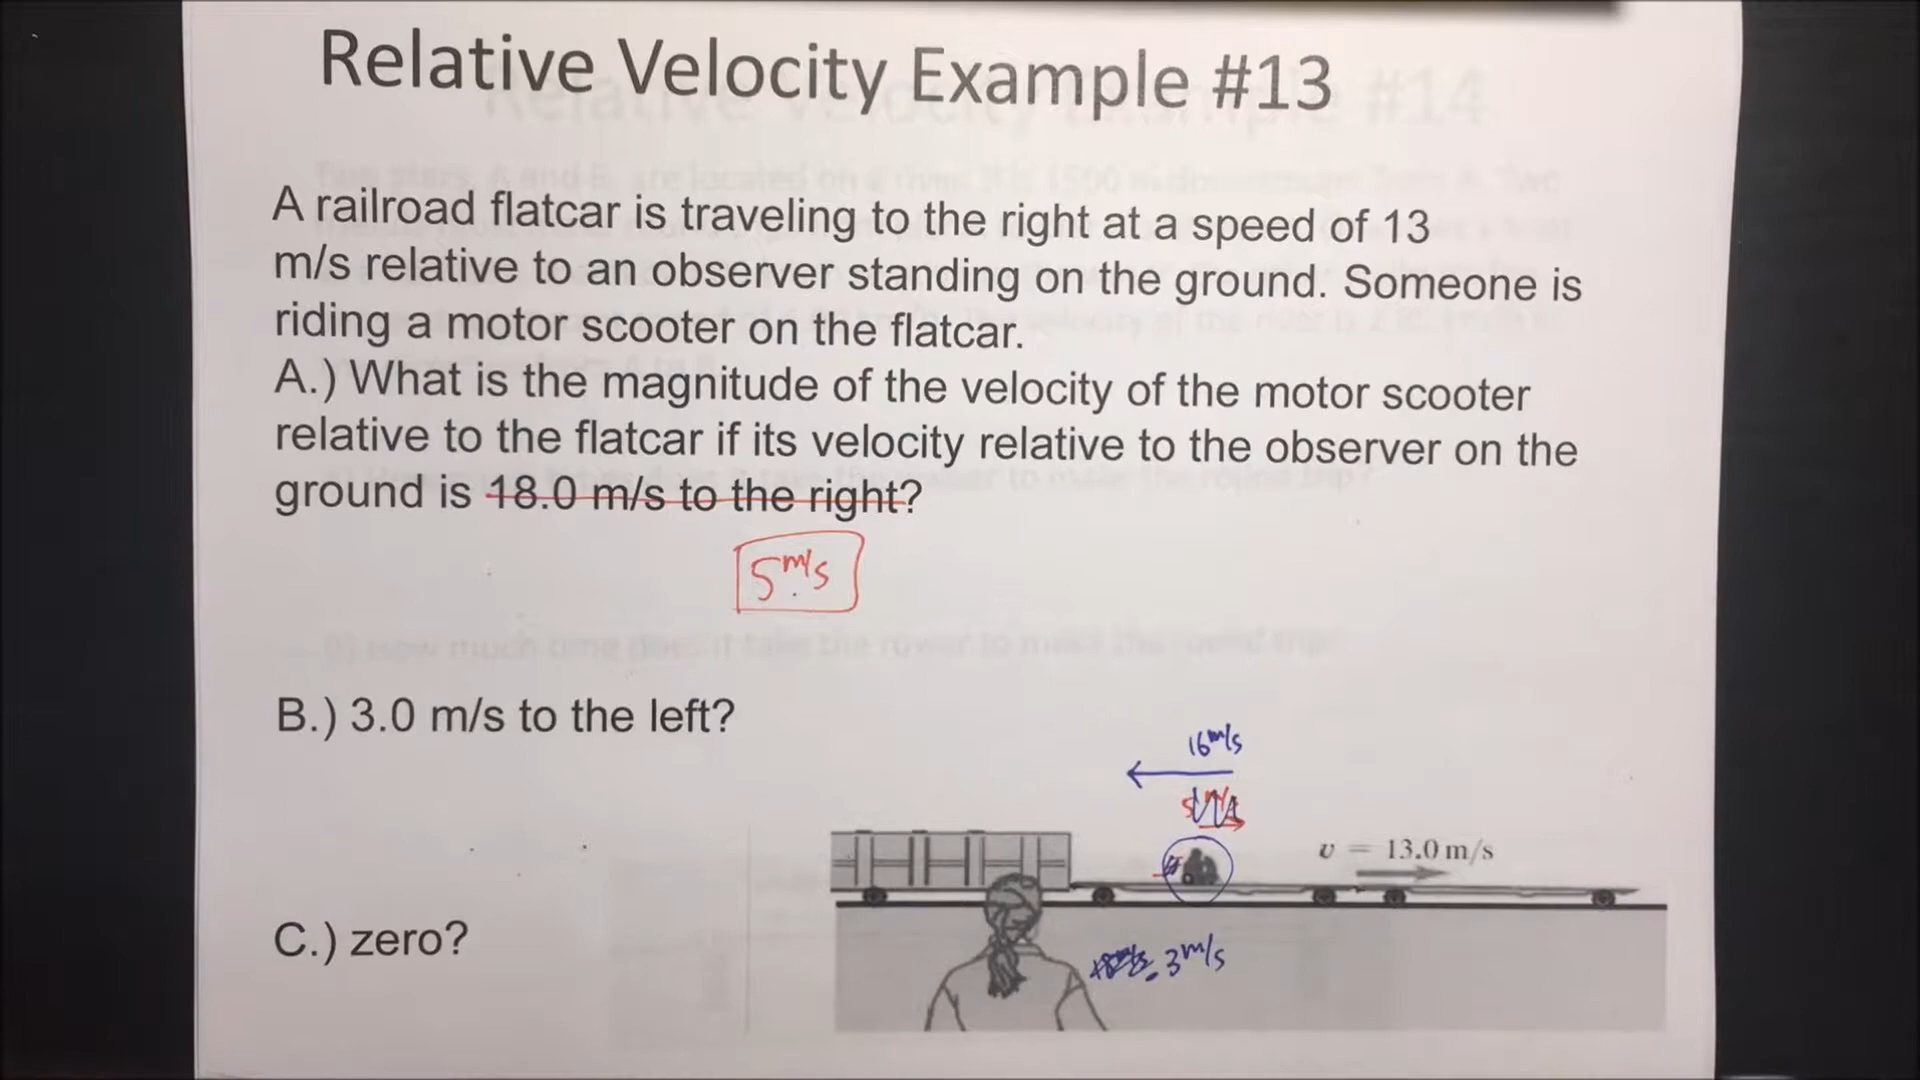 Relative Velocity Example #13
A railroad flatcar is traveling to the right at a speed of 13
m/s relative to an observer standing on the ground. Someone is
riding a motor scooter on the flatcar.
A.) What is the magnitude of the velocity of the motor scooter
relative to the flatcar if its velocity relative to the observer on the
ground is 18.0 m/s to the right?
5 m/s
B.) 3.0 m/s to the left?
16 m/s
v = 13.0 m/s
C.) zero?
3 m/s